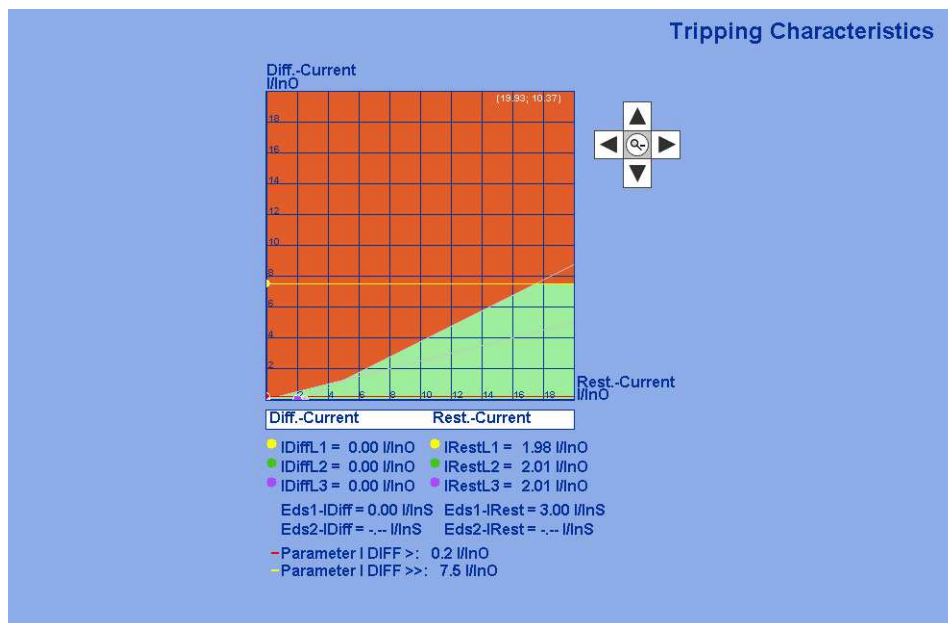 Tripping Characteristics
Diff.-Current
I/InO
(19.93; 10.37)
18
16
14
12
10
8
6
4
2
2 4 6 8 10 12 14 16 18
Rest.-Current
I/InO
Diff.-Current Rest.-Current
IDiffL1 = 0.00 I/InO IRestL1 = 1.98 I/InO
IDiffL2 = 0.00 I/InO IRestL2 = 2.01 I/InO
IDiffL3 = 0.00 I/InO IRestL3 = 2.01 I/InO
Eds1-IDiff = 0.00 I/InS Eds1-IRest = 3.00 I/InS
Eds2-IDiff = -.-- I/InS Eds2-IRest = -.-- I/InS
Parameter I DIFF >: 0.2 I/InO
Parameter I DIFF >>: 7.5 I/InO